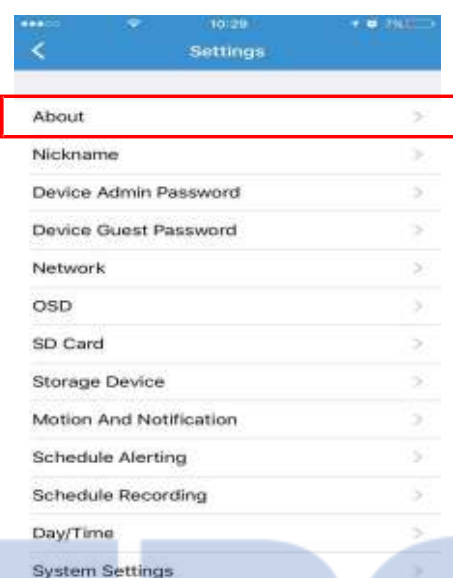 10:29
7%
Settings
About
Nickname
Device Admin Password
Device Guest Password
Network
OSD
SD Card
Storage Device
Motion And Notification
Schedule Alerting
Schedule Recording
Day/Time
System Settings